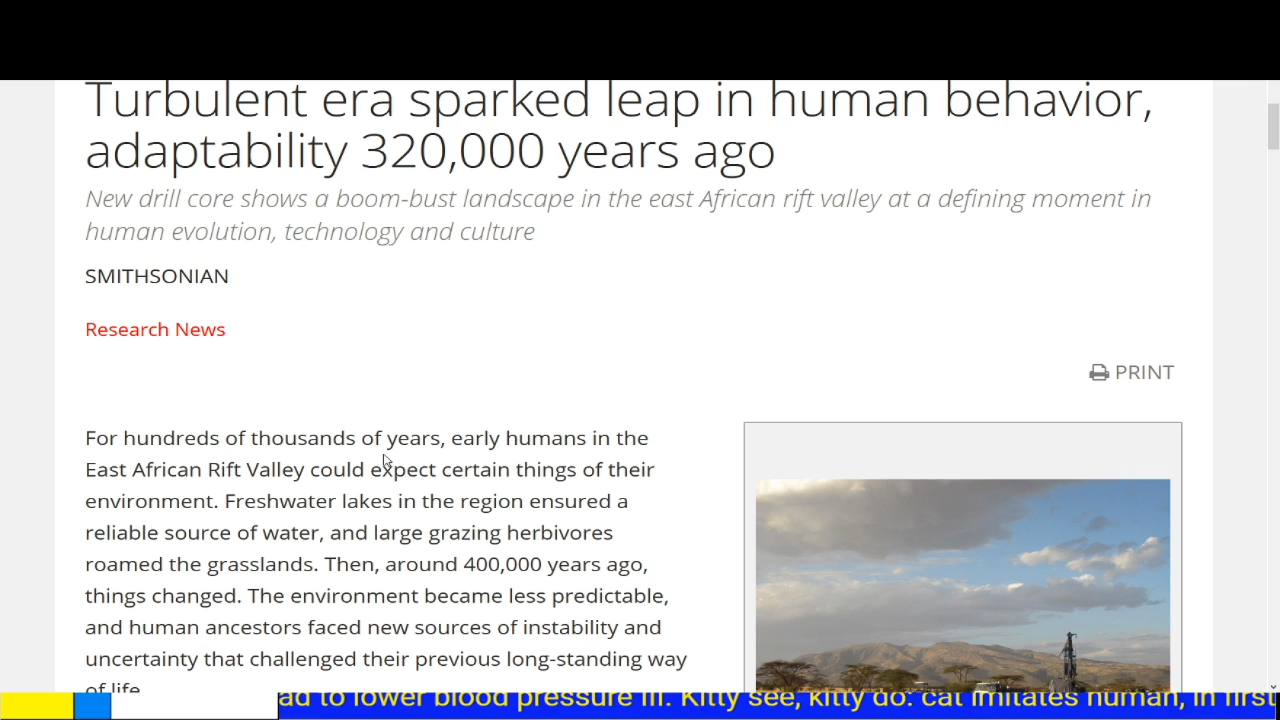 Turbulent era sparked leap in human behavior,
adaptability 320,000 years ago
New drill core shows a boom-bust landscape in the east African rift valley at a defining moment in
human evolution, technology and culture
SMITHSONIAN
Research News
PRINT
For hundreds of thousands of years, early humans in the
East African Rift Valley could expect certain things of their
environment. Freshwater lakes in the region ensured a
reliable source of water, and large grazing herbivores
roamed the grasslands. Then, around 400,000 years ago,
things changed. The environment became less predictable,
and human ancestors faced new sources of instability and
uncertainty that challenged their previous long-standing way
of life.
to lower blood pressure III. Kitty see, kitty do: cat imitates human, in first